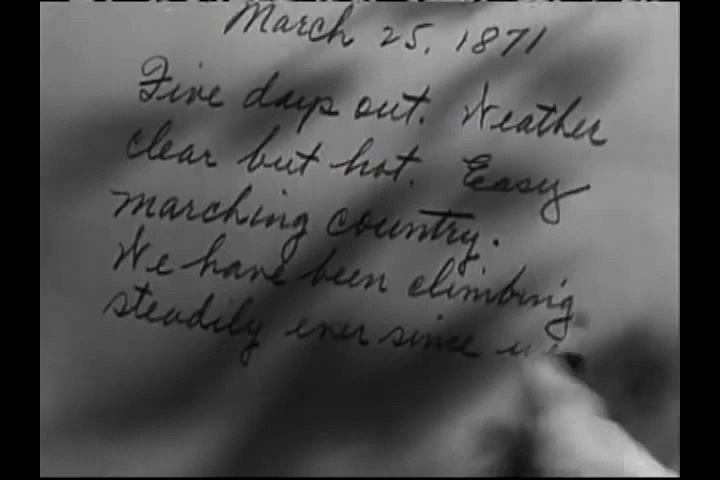 March 25, 1871
Five days out. Weather
clear but hot. Easy
marching country.
We have been climbing
steadily ever since we